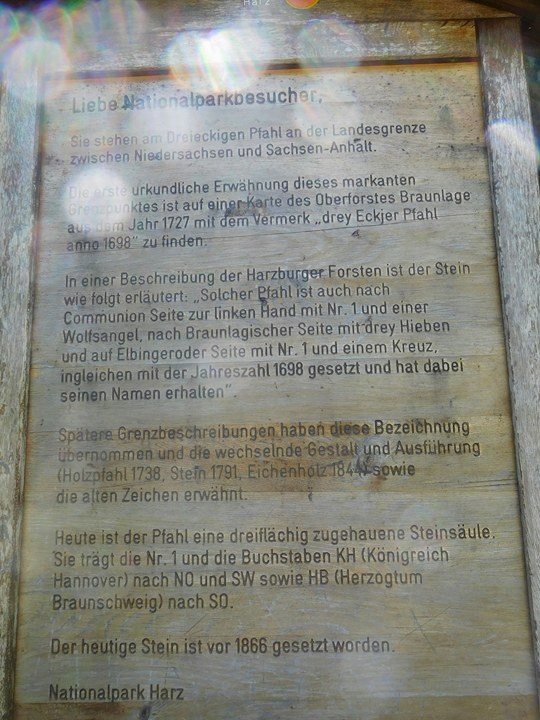 Harz
Liebe Nationalparkbesucher,
Sie stehen am Dreieckigen Pfahl an der Landesgrenze
zwischen Niedersachsen und Sachsen-Anhalt.
Die erste urkundliche Erwähnung dieses markanten
Grenzpunktes ist auf einer Karte des Oberforstes Braunlage
aus dem Jahr 1727 mit dem Vermerk „drey Eckjer Pfahl
anno 1698" zu finden.
In einer Beschreibung der Harzburger Forsten ist der Stein
wie folgt erläutert: „Solcher Pfahl ist auch nach
Communion Seite zur linken Hand mit Nr. 1 und einer
Wolfsangel, nach Braunlagischer Seite mit drey Hieben
und auf Elbingeroder Seite mit Nr. 1 und einem Kreuz,
ingleichen mit der Jahreszahl 1698 gesetzt und hat dabei
seinen Namen erhalten".
Spätere Grenzbeschreibungen haben diese Bezeichnung
übernommen und die wechselnde Gestalt und Ausführung
(Holzpfahl 1738, Stein 1791, Eichenholz sowie
die alten Zeichen erwähnt.
Heute ist der Pfahl eine dreiflächig zugehauene Steinsäule.
Sie trägt die Nr. 1 und die Buchstaben KH (Königreich
Hannover) nach NO und SW sowie HB (Herzogtum
Braunschweig) nach SO.
Der heutige Stein ist vor 1866 gesetzt worden.
Nationalpark Harz